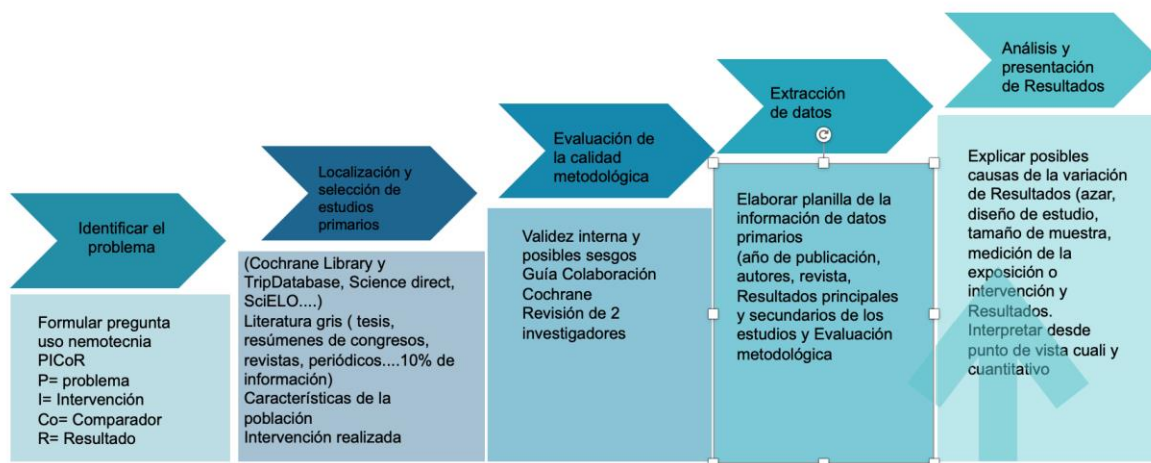 Identificar el
problema
Formular pregunta
uso nemotecnia
PICoR
P= problema
I= Intervención
Co= Comparador
R= Resultado
Localización y
selección de
estudios
primarios
(Cochrane Library y
TripDatabase, Science direct,
SciELO....)
Literatura gris ( tesis,
resúmenes de congresos,
revistas, periódicos....10% de
información)
Características de la
población
Intervención realizada
Evaluación de
la calidad
metodológica
Validez interna y
posibles sesgos
Guía Colaboración
Cochrane
Revisión de 2
investigadores
Extracción
de datos
Elaborar planilla de la
información de datos
primarios
(año de publicación,
autores, revista,
Resultados principales
y secundarios de los
estudios y Evaluación
metodológica
Análisis y
presentación
de Resultados
Explicar posibles
causas de la variación
de Resultados (azar,
diseño de estudio,
tamaño de muestra,
medición de la
exposición o
intervención y
Resultados.
Interpretar desde
punto de vista cuali y
cuantitativo